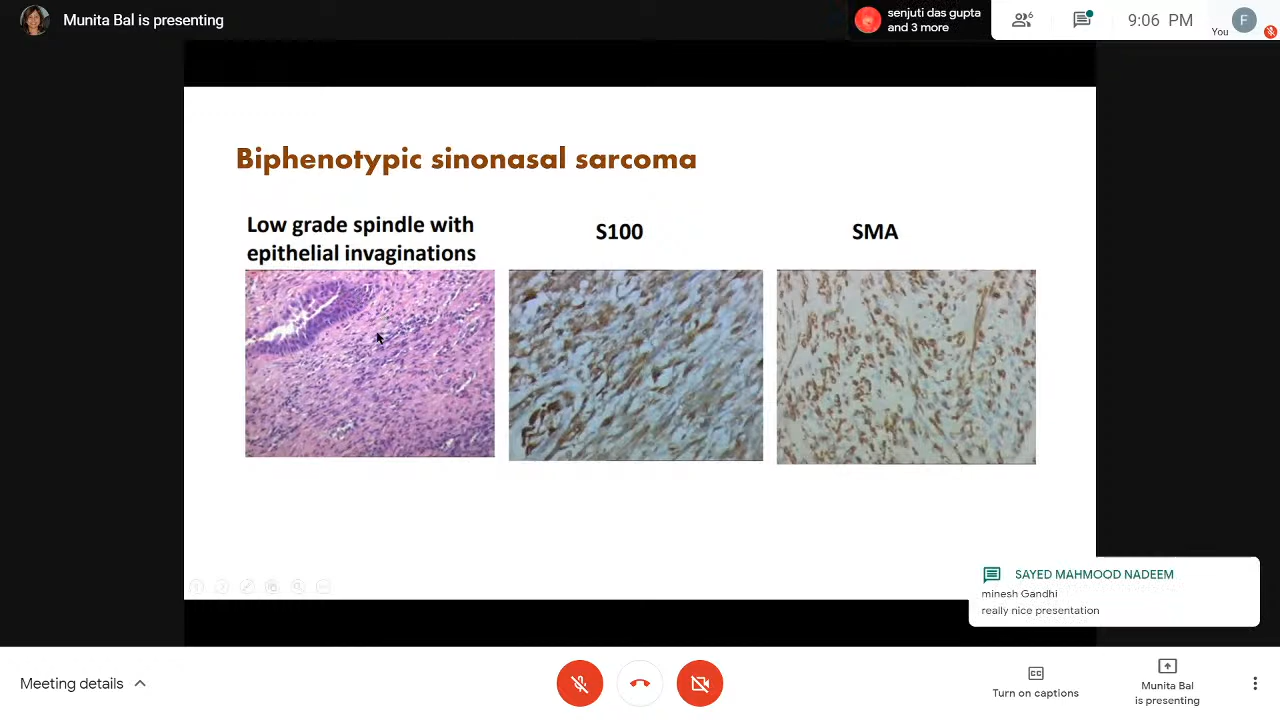 Munita Bal is presenting
senjuti das gupta
and 3 more
6
9:06 PM
You
F
Biphenotypic sinonasal sarcoma
Low grade spindle with
epithelial invaginations
S100
SMA
SAYED MAHMOOD NADEEM
minesh Gandhi
really nice presentation
Meeting details
CC
Turn on captions
Munita Bal
is presenting